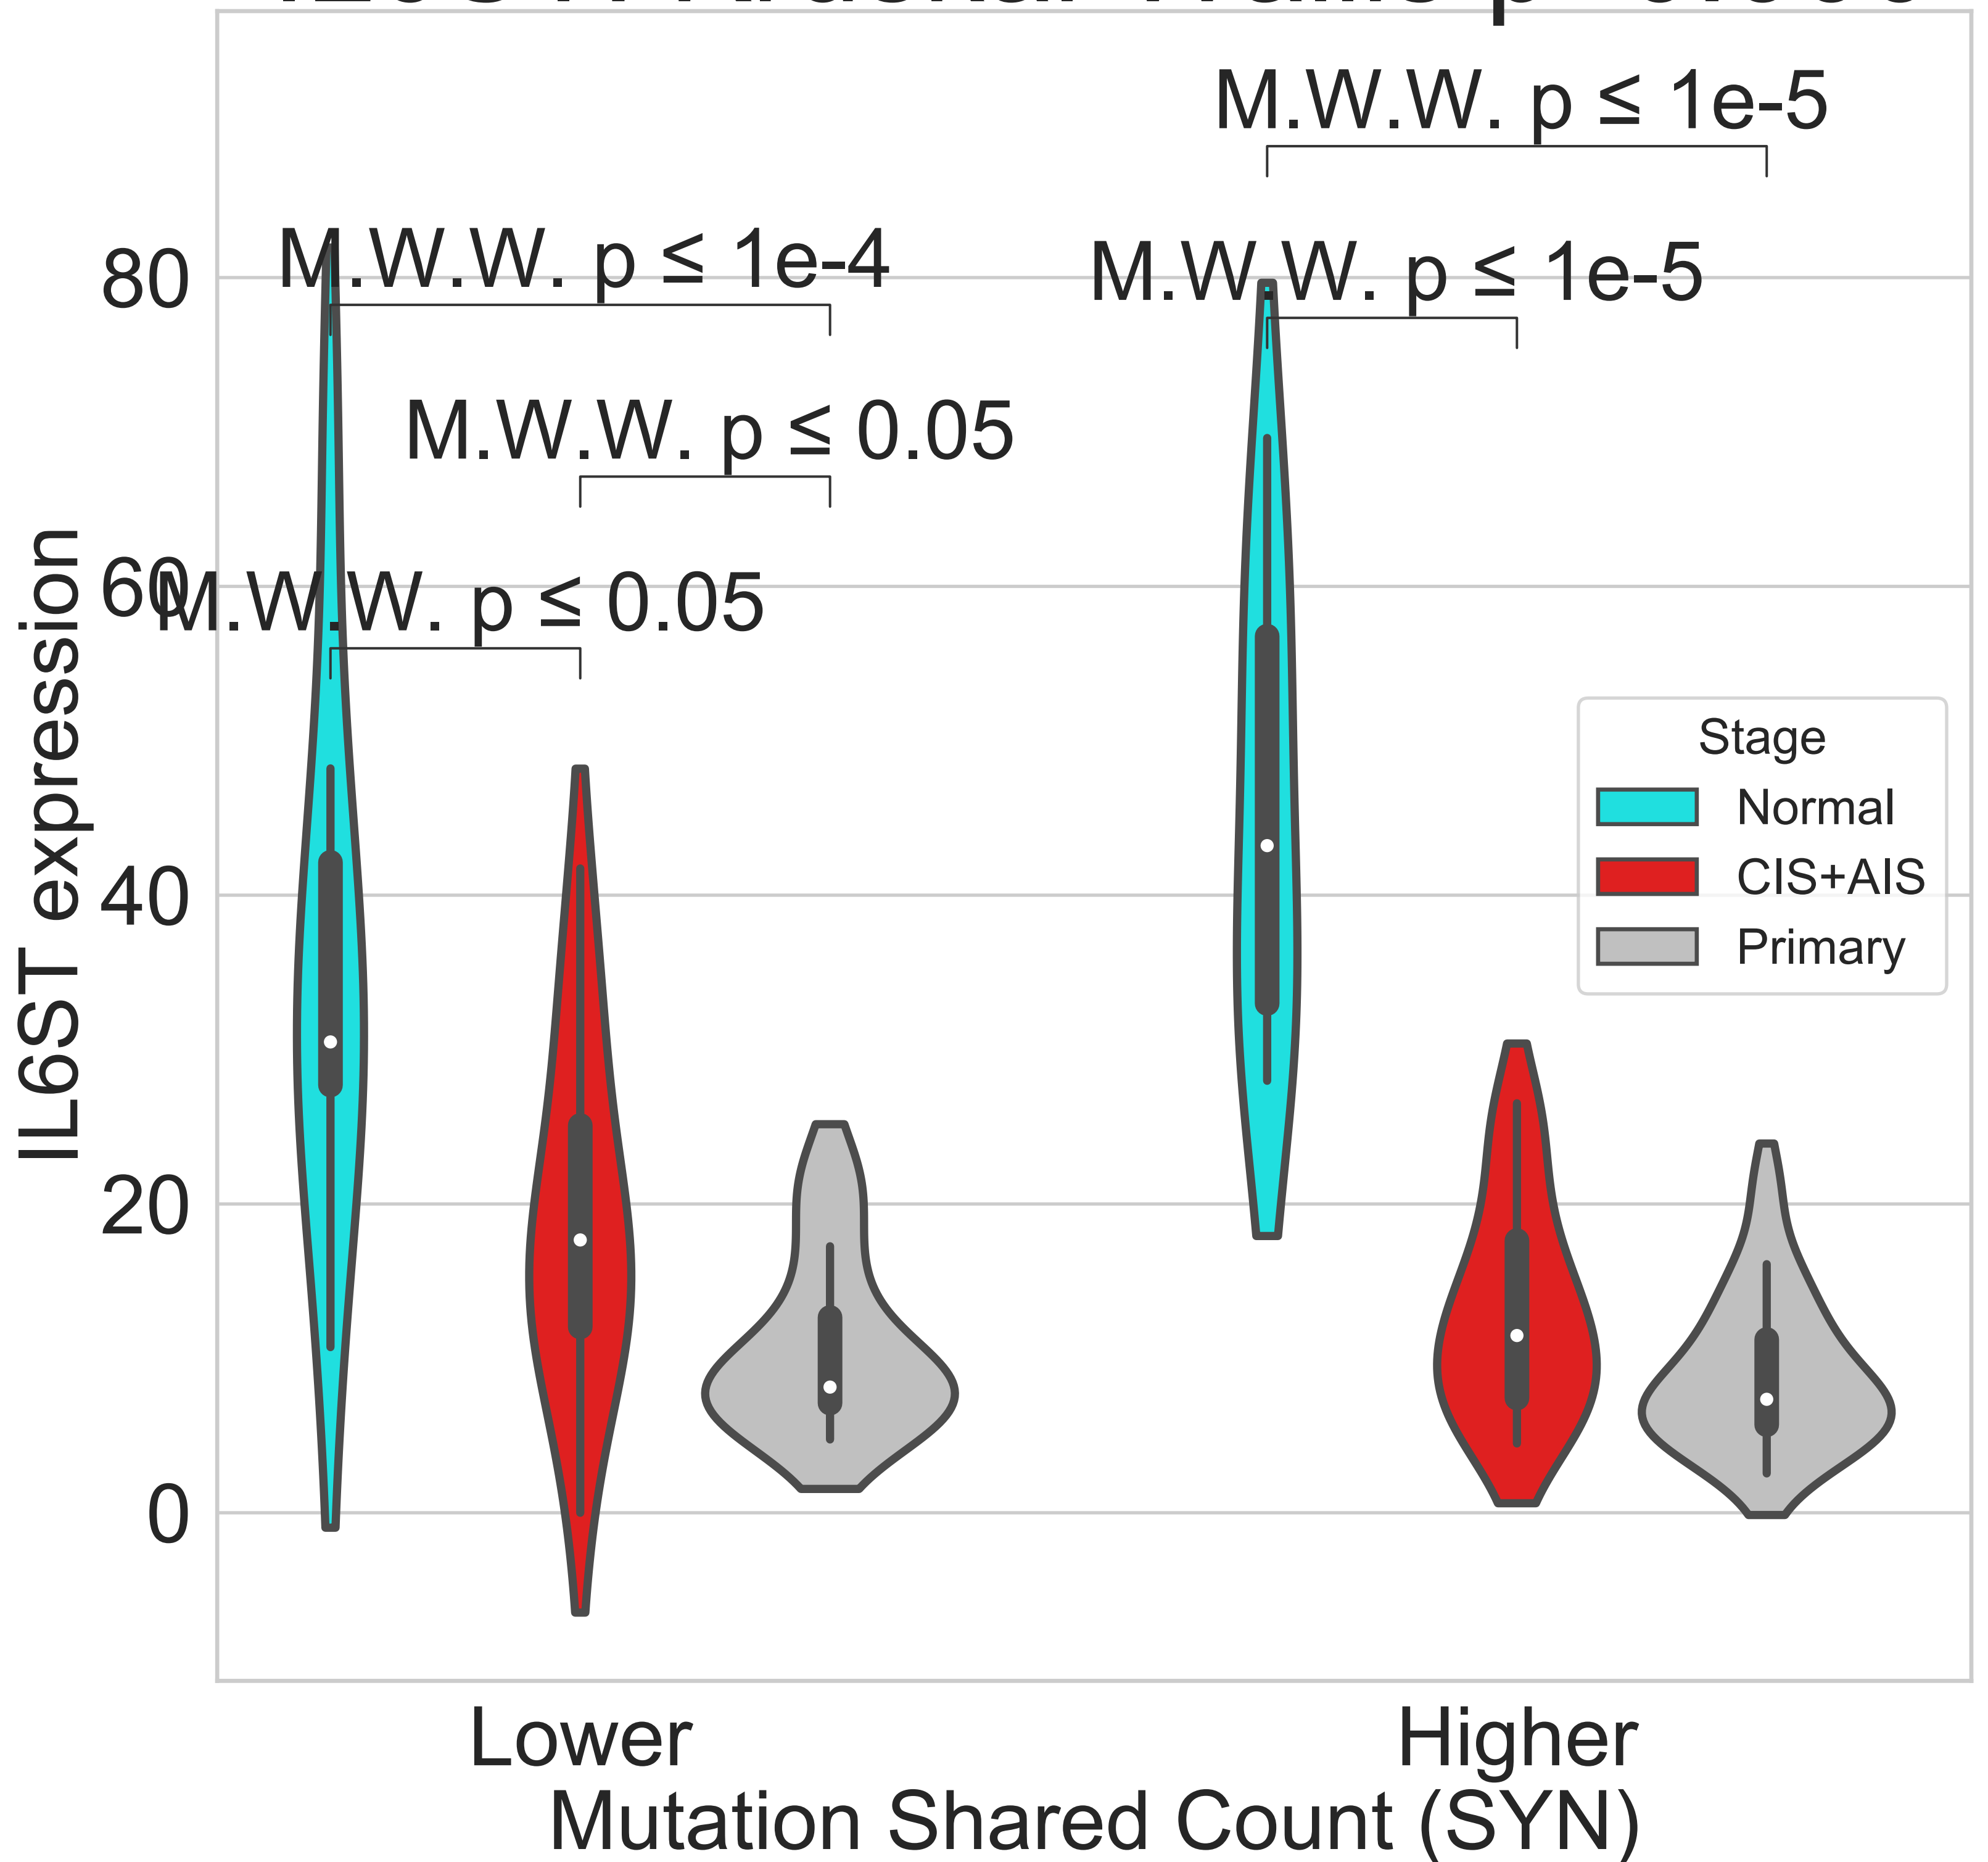 M.W.W. p ≤ 1e-5
M.W.W. p ≤ 1e-4
M.W.W. p ≤ 1e-5
M.W.W. p ≤ 0.05
M.W.W. p ≤ 0.05
80
60
40
20
0
IL6ST expression
Stage
Normal
CIS+AIS
Primary
Lower
Higher
Mutation Shared Count (SYN)